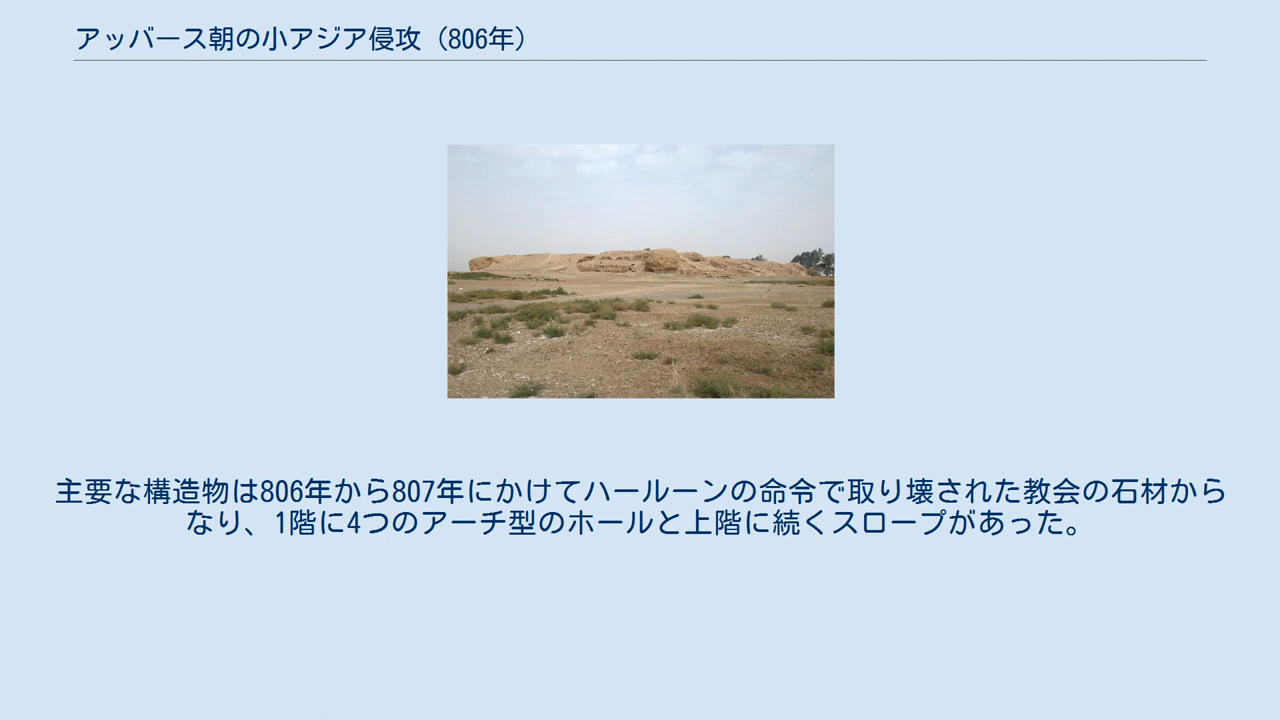 アッバース朝の小アジア侵攻（806年）
主要な構造物は806年から807年にかけてハールーンの命令で取り壊された教会の石材から
なり、1階に4つのアーチ型のホールと上階に続くスロープがあった。